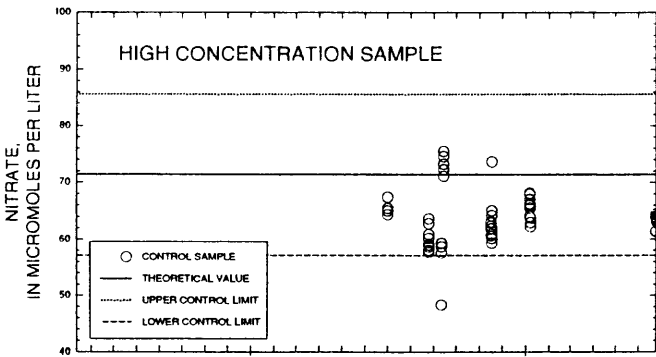 100
HIGH CONCENTRATION SAMPLE
90
80
70
60
50
40
NITRATE,
IN MICROMOLES PER LITER
CONTROL SAMPLE
THEORETICAL VALUE
UPPER CONTROL LIMIT
LOWER CONTROL LIMIT